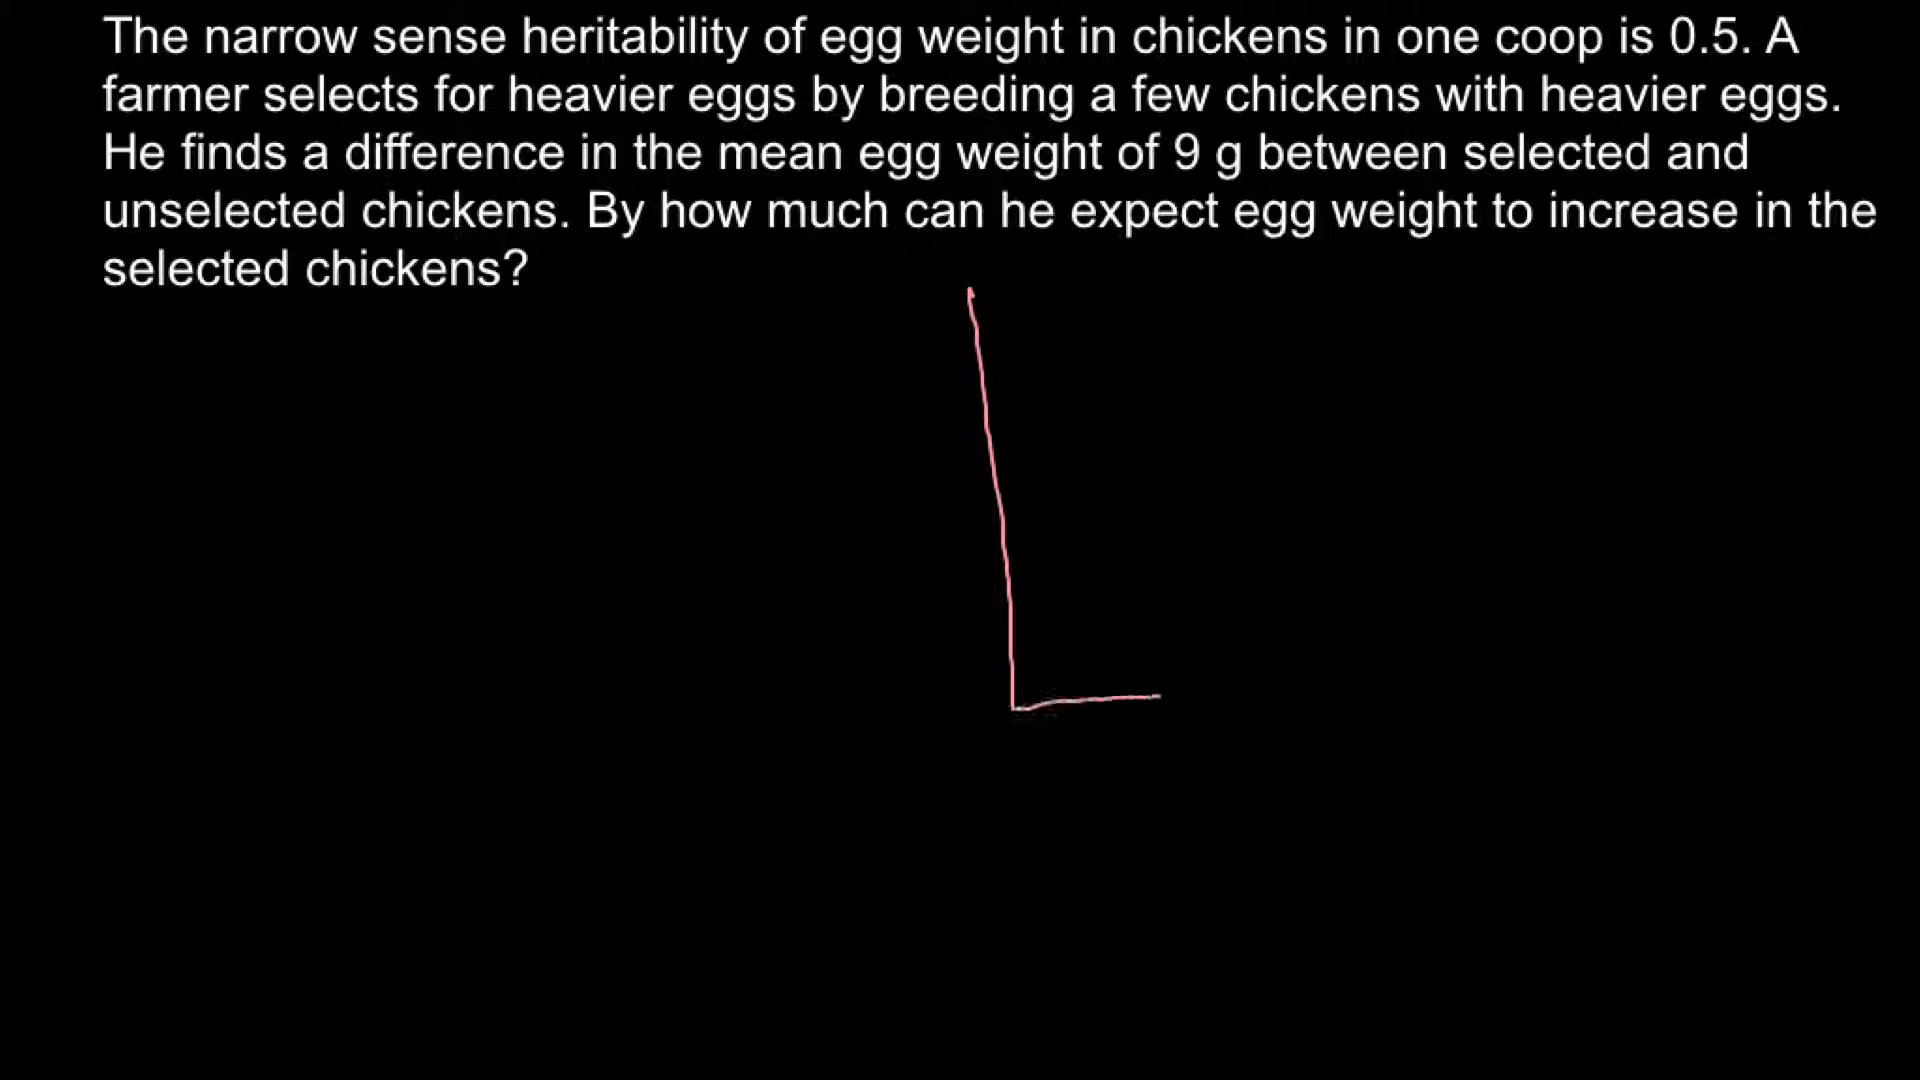 The narrow sense heritability of egg weight in chickens in one coop is 0.5. A
farmer selects for heavier eggs by breeding a few chickens with heavier eggs.
He finds a difference in the mean egg weight of 9 g between selected and
unselected chickens. By how much can he expect egg weight to increase in the
selected chickens?